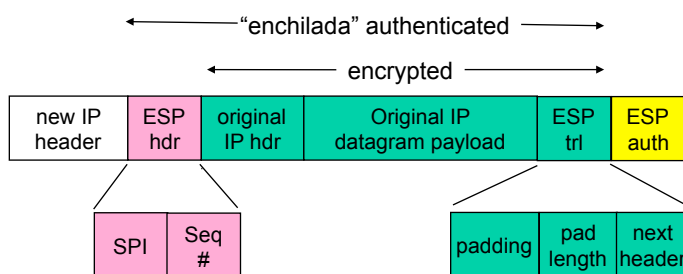 “enchilada” authenticated
encrypted
new IP header
ESP hdr
original IP hdr
Original IP datagram payload
ESP trl
ESP auth
SPI
Seq #
padding
pad length
next header